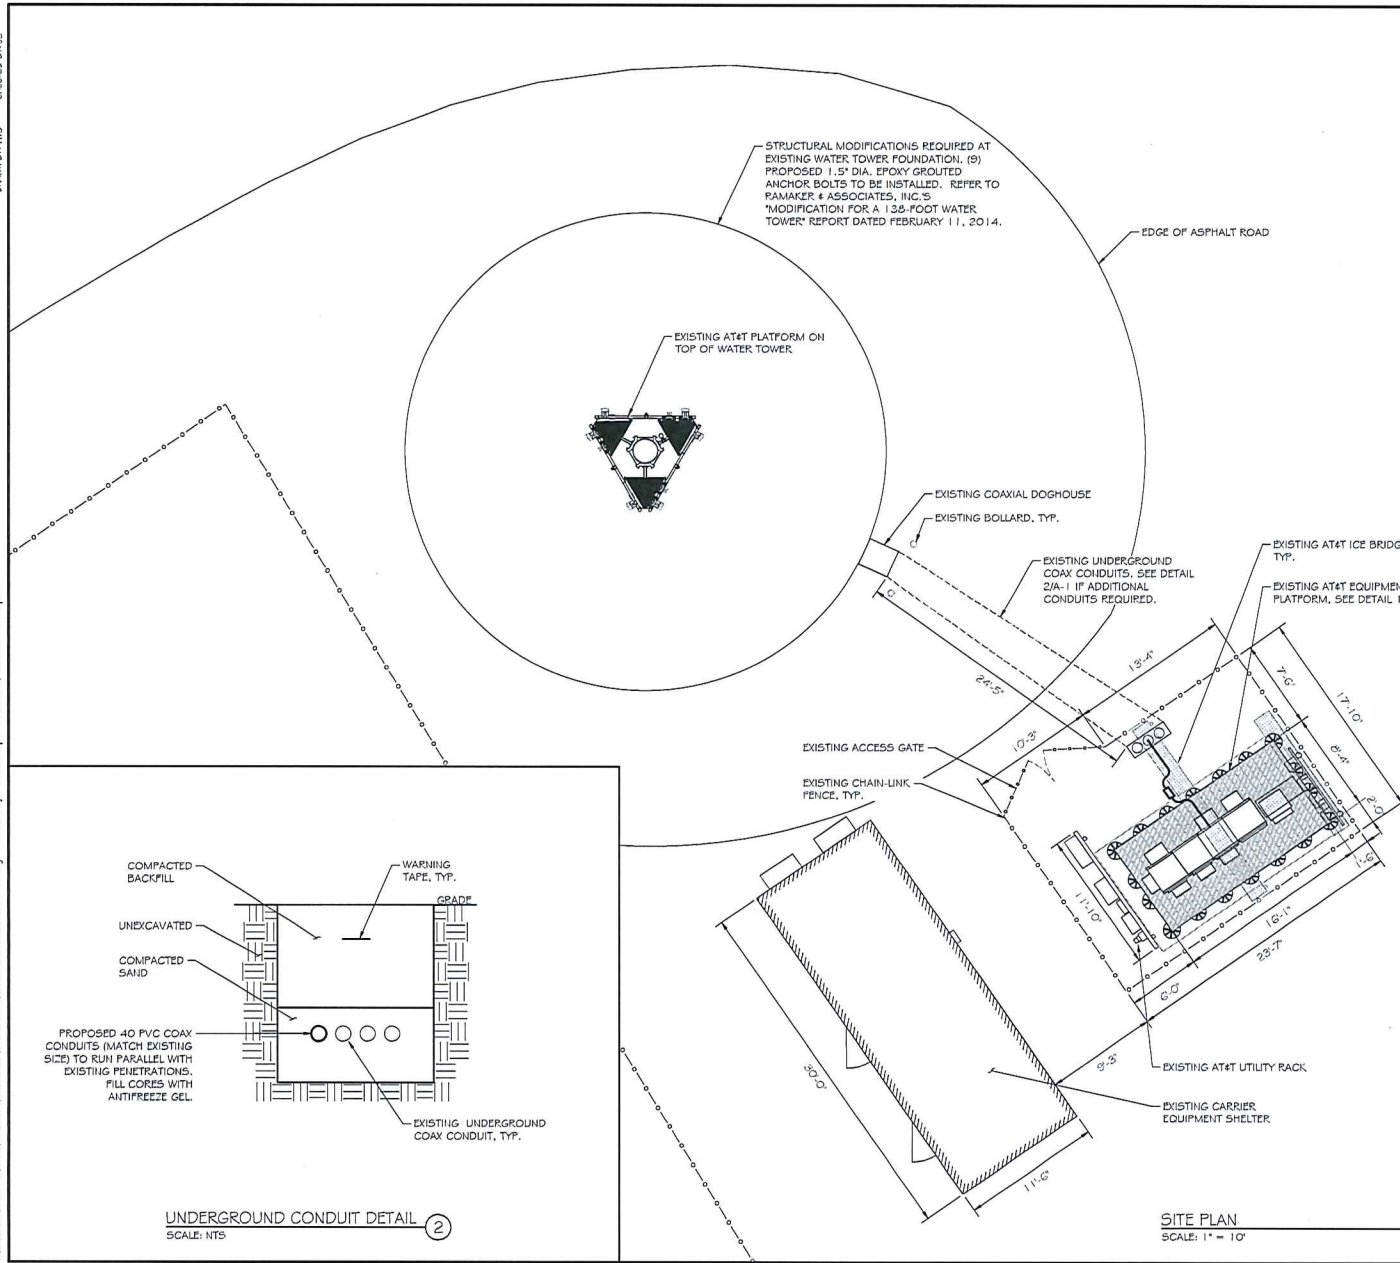 STRUCTURAL MODIFICATIONS REQUIRED AT
EXISTING WATER TOWER FOUNDATION. (9)
PROPOSED 1.5" DIA. EPOXY GROUTED
ANCHOR BOLTS TO BE INSTALLED. REFER TO
RAMAKER & ASSOCIATES, INC.'S
"MODIFICATION FOR A 138-FOOT WATER
TOWER" REPORT DATED FEBRUARY 11, 2014.
EDGE OF ASPHALT ROAD
EXISTING AT&T PLATFORM ON
TOP OF WATER TOWER
EXISTING COAXIAL DOGHOUSE
EXISTING BOLLARD, TYP.
EXISTING UNDERGROUND
COAX CONDUITS. SEE DETAIL
2/A-1 IF ADDITIONAL
CONDUITS REQUIRED.
EXISTING AT&T ICE BRIDG
TYP.
EXISTING AT&T EQUIPMEN
PLATFORM, SEE DETAIL 1
13'-4"
7'-6"
17'-10"
24'-5"
10'-3"
8'-4"
2'-0"
1'-6"
EXISTING ACCESS GATE
EXISTING CHAIN-LINK
FENCE, TYP.
11'-10"
16'-1"
23'-7"
6'-0"
9'-3"
30'-0"
11'-6"
EXISTING AT&T UTILITY RACK
EXISTING CARRIER
EQUIPMENT SHELTER
COMPACTED
BACKFILL
WARNING
TAPE, TYP.
GRADE
UNEXCAVATED
COMPACTED
SAND
PROPOSED 40 PVC COAX
CONDUITS (MATCH EXISTING
SIZE) TO RUN PARALLEL WITH
EXISTING PENETRATIONS.
FILL CORES WITH
ANTIFREEZE GEL.
EXISTING UNDERGROUND
COAX CONDUIT, TYP.
UNDERGROUND CONDUIT DETAIL 2
SCALE: NTS
SITE PLAN
SCALE: 1" = 10'